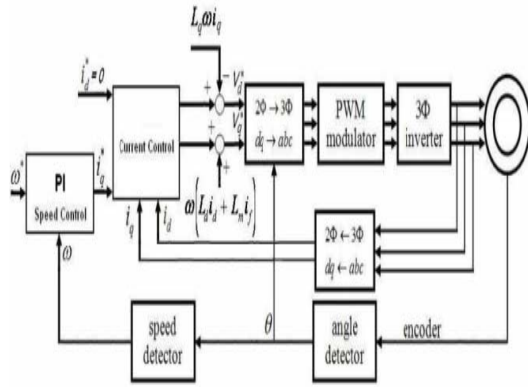 L_q ω i_q
i_d^* = 0
+
−
V_d^*
+
V_q^*
+
Current Control
2Φ → 3Φ
dq → abc
PWM
modulator
3Φ
inverter
ω^*
PI
Speed Control
i_q^*
i_q
i_d
ω(L_d i_d + L_m i_f)
2Φ ← 3Φ
dq ← abc
ω
speed
detector
θ
angle
detector
encoder